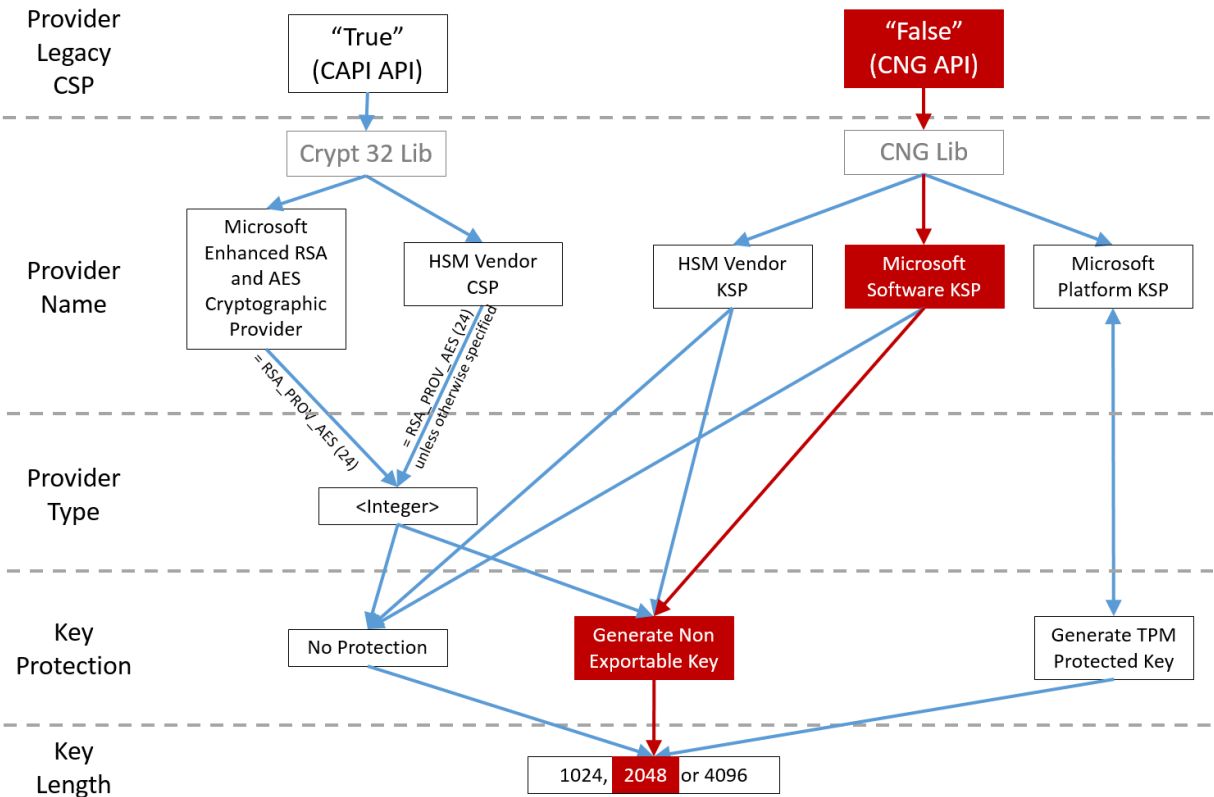 Provider
Legacy
CSP
“True”
(CAPI API)
“False”
(CNG API)
Crypt 32 Lib
CNG Lib
Provider
Name
Microsoft
Enhanced RSA
and AES
Cryptographic
Provider
HSM Vendor
CSP
HSM Vendor
KSP
Microsoft
Software KSP
Microsoft
Platform KSP
= RSA_PROV_AES (24)
= RSA_PROV_AES (24)
unless otherwise specified
Provider
Type
<Integer>
Key
Protection
No Protection
Generate Non
Exportable Key
Generate TPM
Protected Key
Key
Length
1024, 2048 or 4096